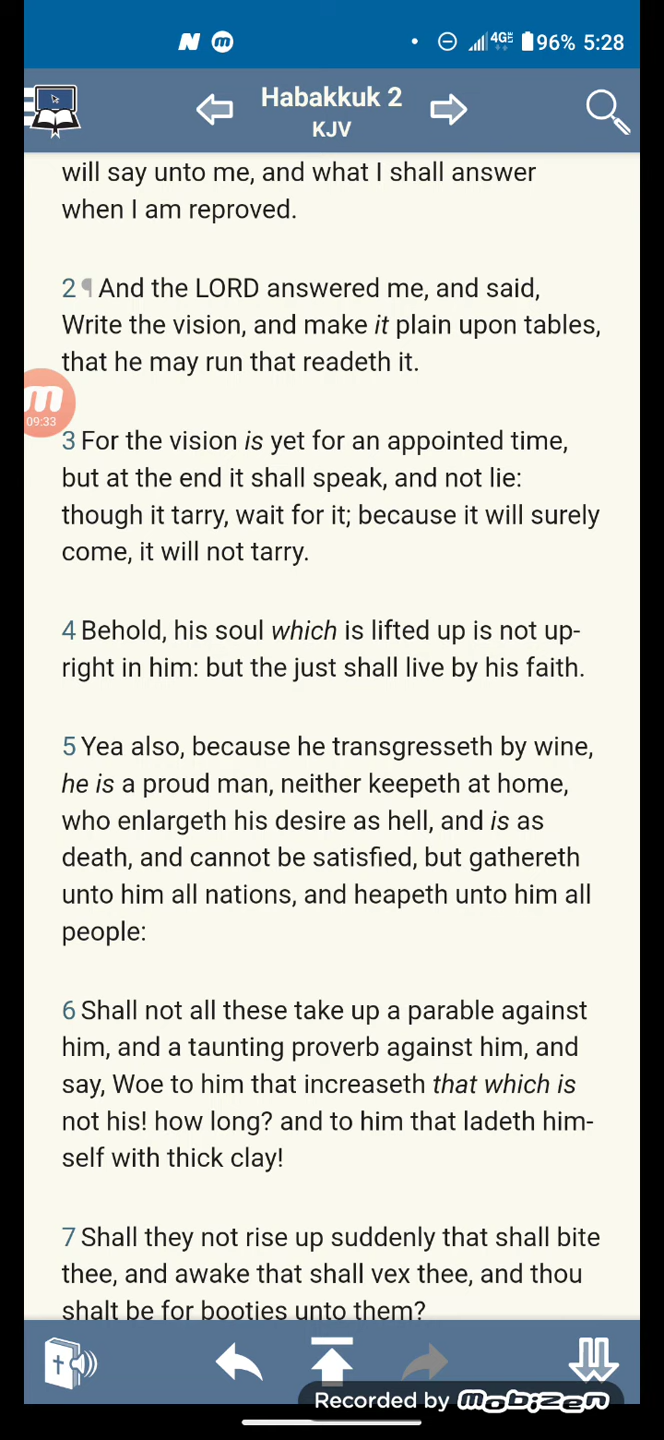 N m 4GE 96% 5:28
Habakkuk 2
KJV
will say unto me, and what I shall answer
when I am reproved.
2 ¶ And the LORD answered me, and said,
Write the vision, and make it plain upon tables,
that he may run that readeth it.
m
09:33
3 For the vision is yet for an appointed time,
but at the end it shall speak, and not lie:
though it tarry, wait for it; because it will surely
come, it will not tarry.
4 Behold, his soul which is lifted up is not up-
right in him: but the just shall live by his faith.
5 Yea also, because he transgresseth by wine,
he is a proud man, neither keepeth at home,
who enlargeth his desire as hell, and is as
death, and cannot be satisfied, but gathereth
unto him all nations, and heapeth unto him all
people:
6 Shall not all these take up a parable against
him, and a taunting proverb against him, and
say, Woe to him that increaseth that which is
not his! how long? and to him that ladeth him-
self with thick clay!
7 Shall they not rise up suddenly that shall bite
thee, and awake that shall vex thee, and thou
shalt be for booties unto them?
Recorded by mobizen